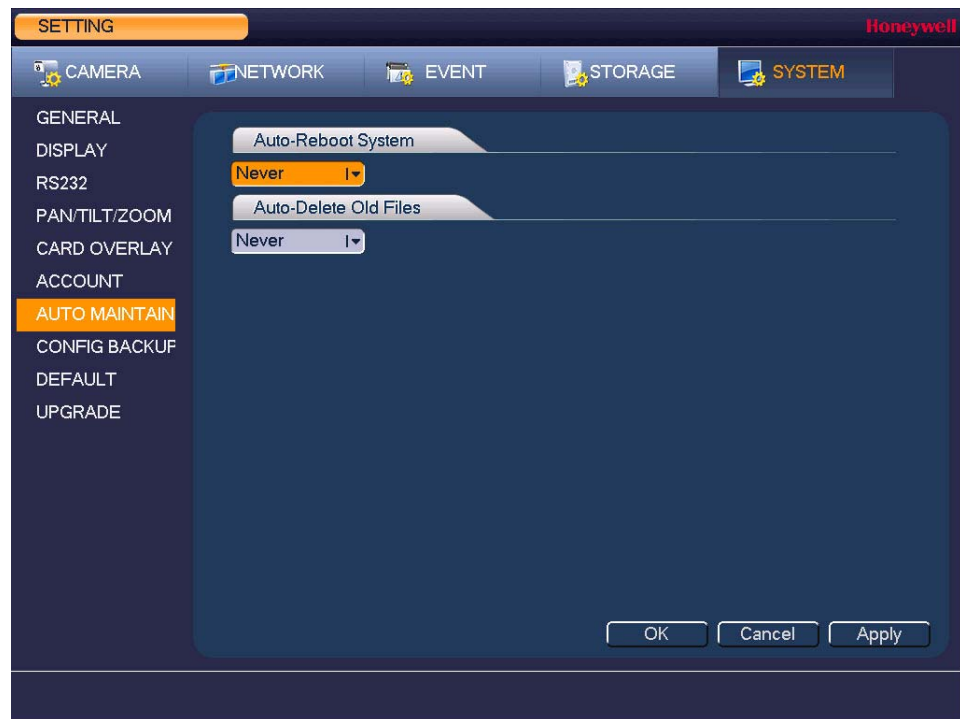 SETTING
Honeywell
CAMERA
NETWORK
EVENT
STORAGE
SYSTEM
GENERAL
DISPLAY
RS232
PAN/TILT/ZOOM
CARD OVERLAY
ACCOUNT
AUTO MAINTAIN
CONFIG BACKUP
DEFAULT
UPGRADE
Auto-Reboot System
Never
Auto-Delete Old Files
Never
OK
Cancel
Apply